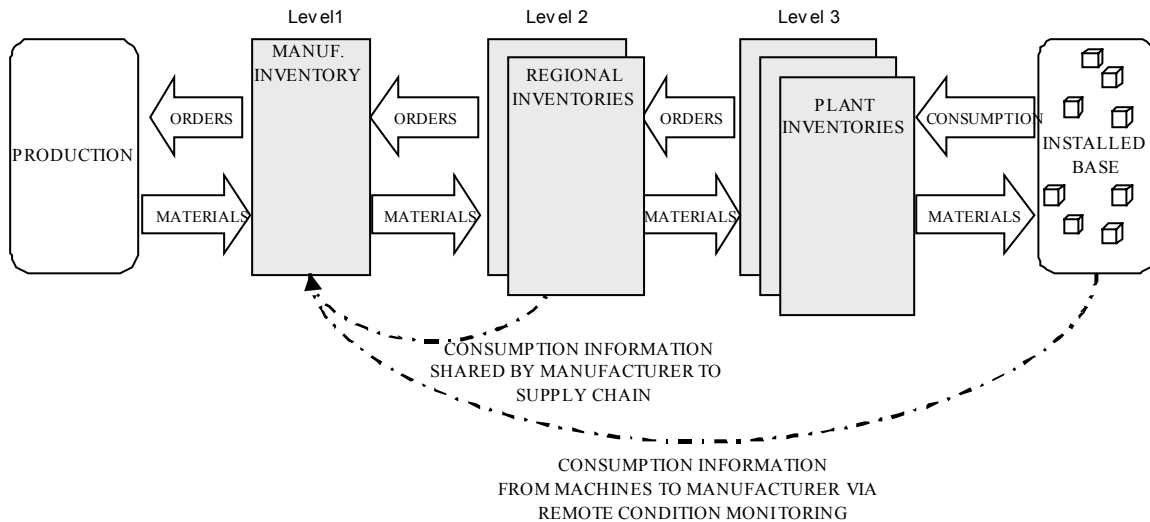 Level1
Level 2
Level 3
MANUF.
INVENTORY
REGIONAL
INVENTORIES
PLANT
INVENTORIES
ORDERS
ORDERS
ORDERS
CONSUMPTION
PRODUCTION
INSTALLED
BASE
MATERIALS
MATERIALS
MATERIALS
MATERIALS
CONSUMPTION INFORMATION
SHARED BY MANUFACTURER TO
SUPPLY CHAIN
CONSUMPTION INFORMATION
FROM MACHINES TO MANUFACTURER VIA
REMOTE CONDITION MONITORING